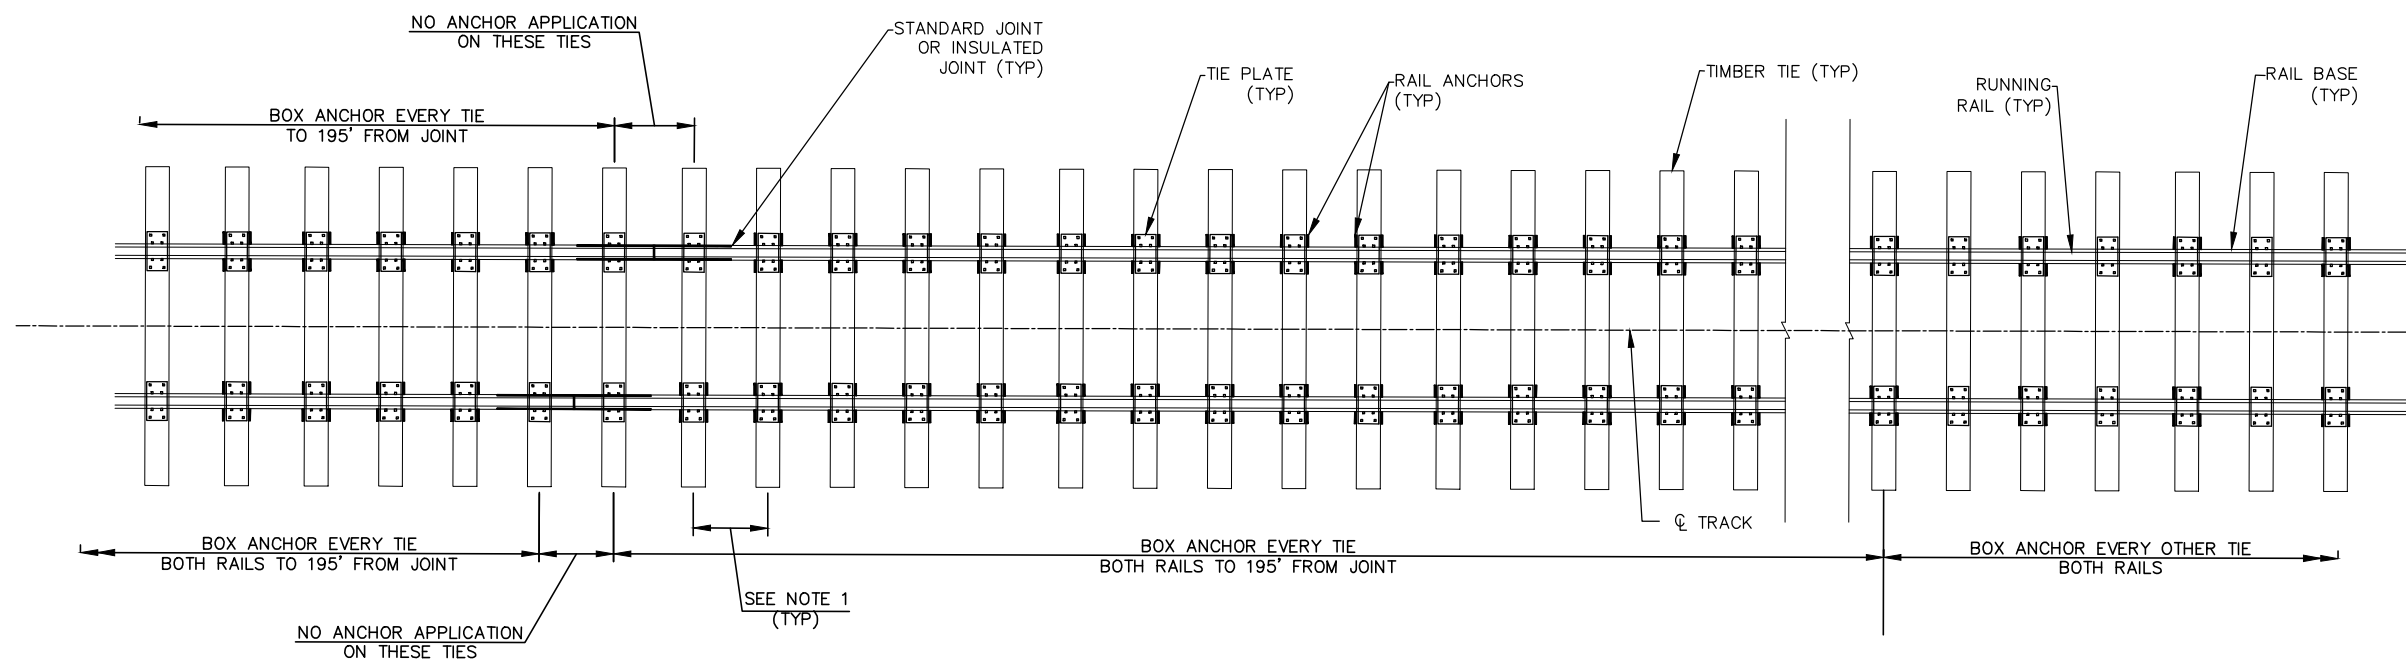 NO ANCHOR APPLICATION
ON THESE TIES
STANDARD JOINT
OR INSULATED
JOINT (TYP)
TIE PLATE
(TYP)
RAIL ANCHORS
(TYP)
TIMBER TIE (TYP)
RUNNING
RAIL (TYP)
RAIL BASE
(TYP)
BOX ANCHOR EVERY TIE
TO 195' FROM JOINT
℄ TRACK
BOX ANCHOR EVERY TIE
BOTH RAILS TO 195' FROM JOINT
BOX ANCHOR EVERY TIE
BOTH RAILS TO 195' FROM JOINT
BOX ANCHOR EVERY OTHER TIE
BOTH RAILS
SEE NOTE 1
(TYP)
NO ANCHOR APPLICATION
ON THESE TIES